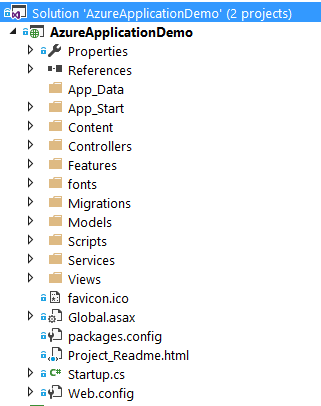 Solution 'AzureApplicationDemo' (2 projects)
AzureApplicationDemo
Properties
References
App_Data
App_Start
Content
Controllers
Features
fonts
Migrations
Models
Scripts
Services
Views
favicon.ico
Global.asax
packages.config
Project_Readme.html
C# Startup.cs
Web.config